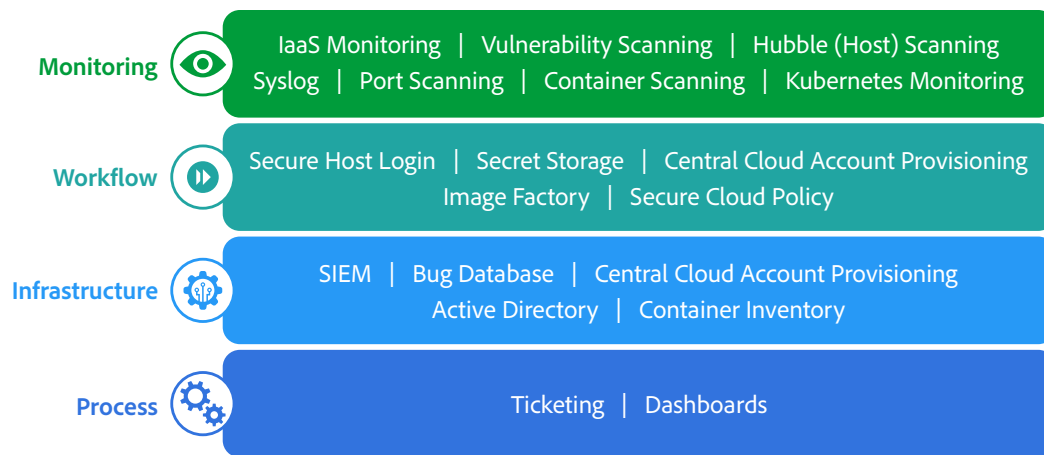 Monitoring
IaaS Monitoring | Vulnerability Scanning | Hubble (Host) Scanning
Syslog | Port Scanning | Container Scanning | Kubernetes Monitoring
Workflow
Secure Host Login | Secret Storage | Central Cloud Account Provisioning
Image Factory | Secure Cloud Policy
Infrastructure
SIEM | Bug Database | Central Cloud Account Provisioning
Active Directory | Container Inventory
Process
Ticketing | Dashboards